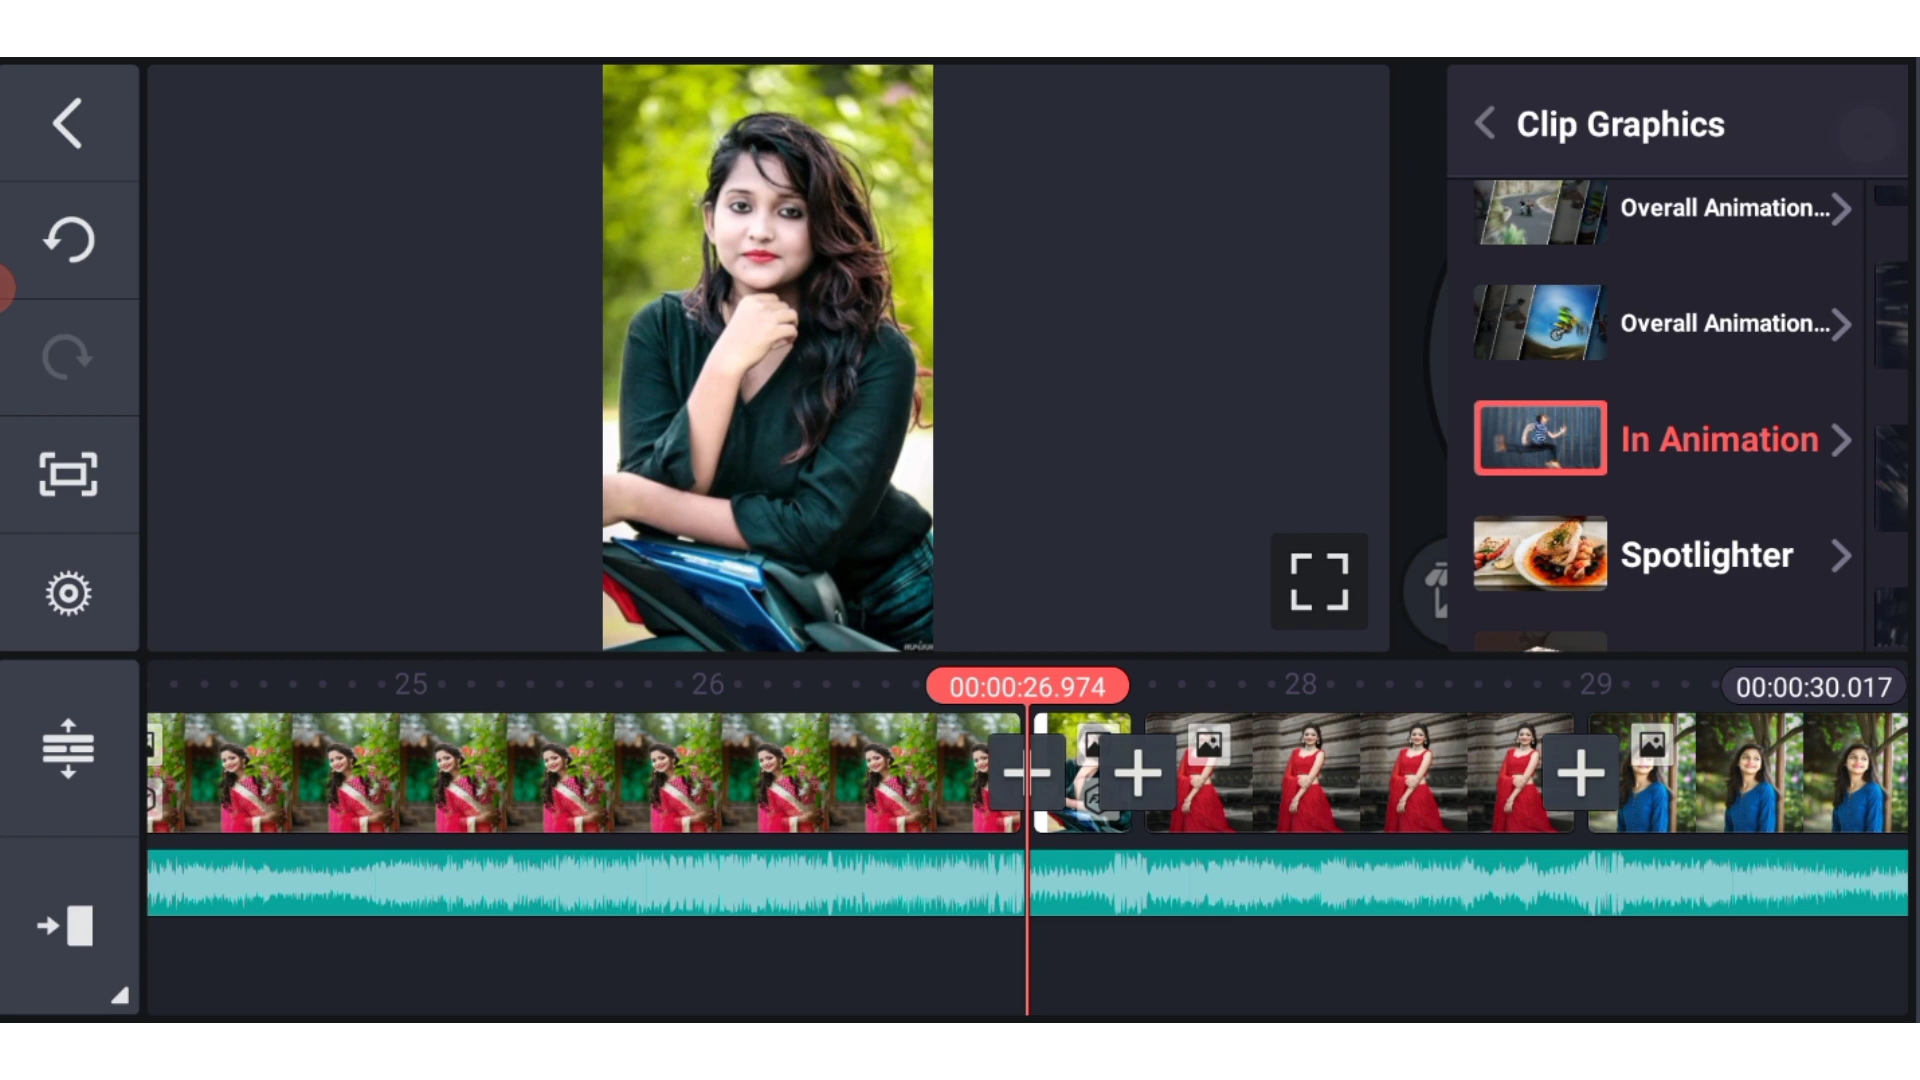 Clip Graphics
Overall Animation...
Overall Animation...
In Animation
Spotlighter
25
26
00:00:26.974
28
29
00:00:30.017